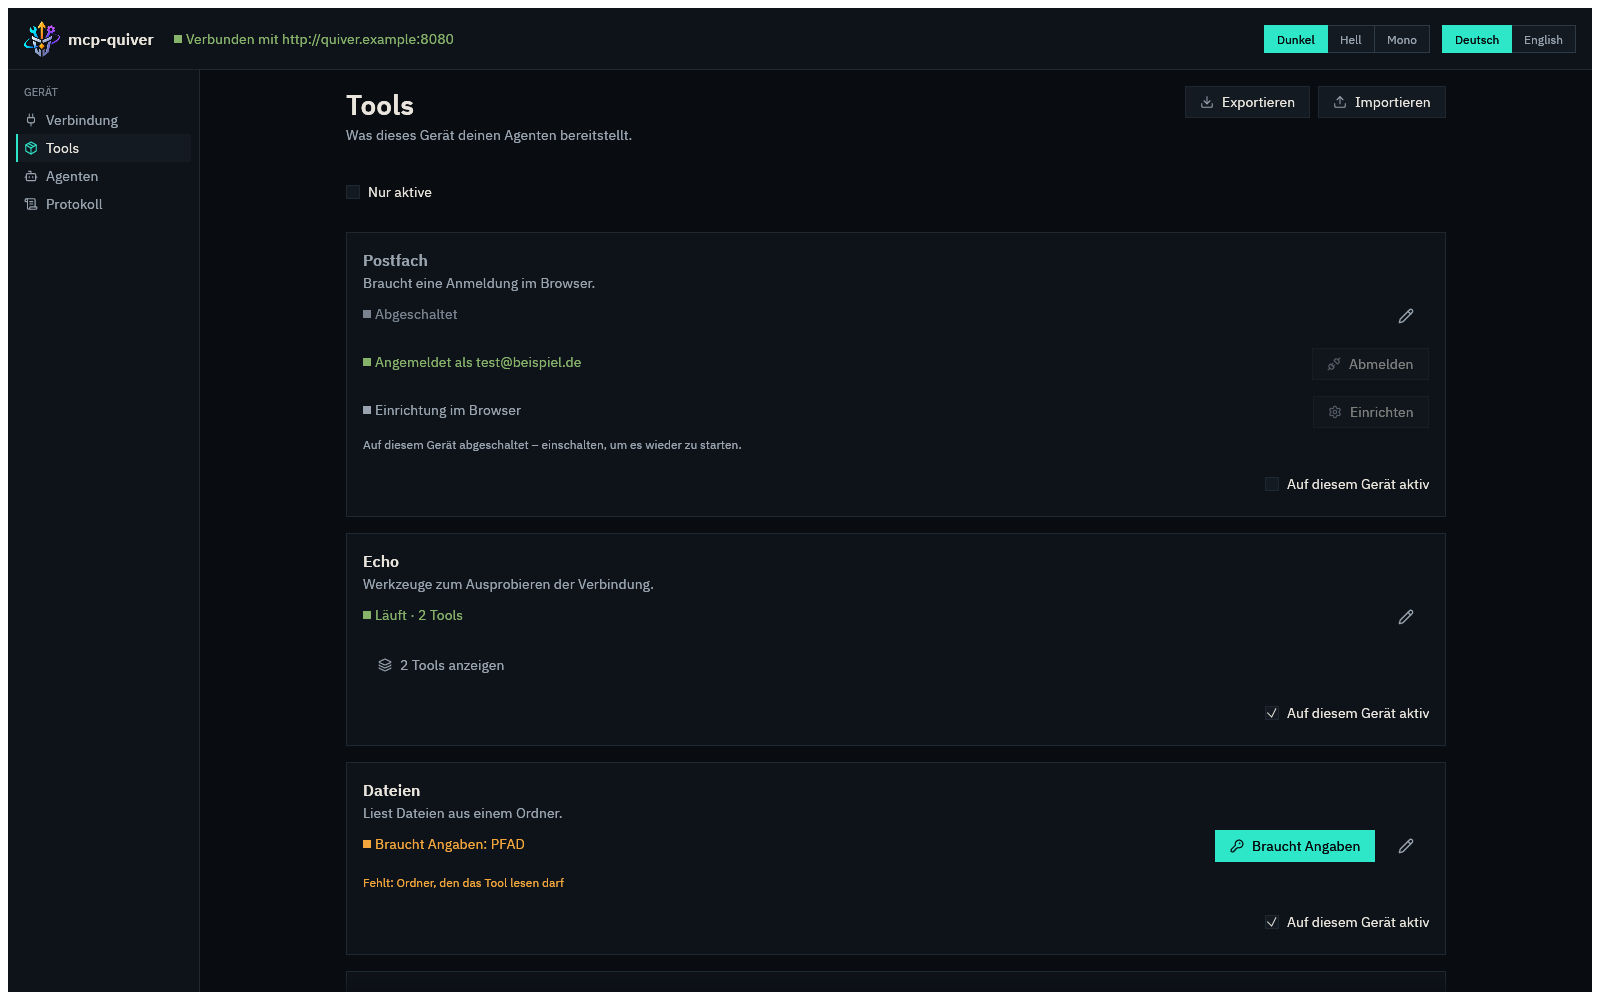 mcp-quiver
Verbunden mit http://quiver.example:8080
Dunkel Hell Mono Deutsch English
GERÄT
Verbindung
Tools
Agenten
Protokoll
Tools
Was dieses Gerät deinen Agenten bereitstellt.
Exportieren
Importieren
Nur aktive
Postfach
Braucht eine Anmeldung im Browser.
Abgeschaltet
Angemeldet als test@beispiel.de
Abmelden
Einrichtung im Browser
Einrichten
Auf diesem Gerät abgeschaltet – einschalten, um es wieder zu starten.
Auf diesem Gerät aktiv
Echo
Werkzeuge zum Ausprobieren der Verbindung.
Läuft · 2 Tools
2 Tools anzeigen
Auf diesem Gerät aktiv
Dateien
Liest Dateien aus einem Ordner.
Braucht Angaben: PFAD
Braucht Angaben
Fehlt: Ordner, den das Tool lesen darf
Auf diesem Gerät aktiv